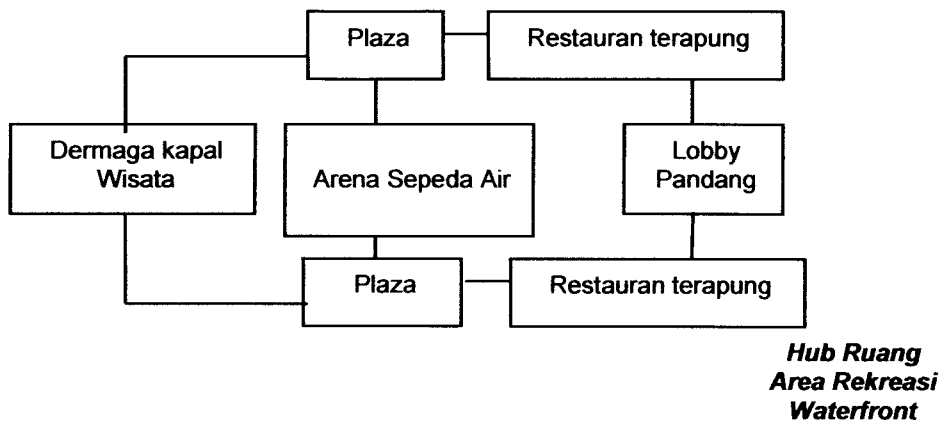 Plaza
Restauran terapung
Dermaga kapal
Wisata
Arena Sepeda Air
Lobby
Pandang
Plaza
Restauran terapung
Hub Ruang
Area Rekreasi
Waterfront